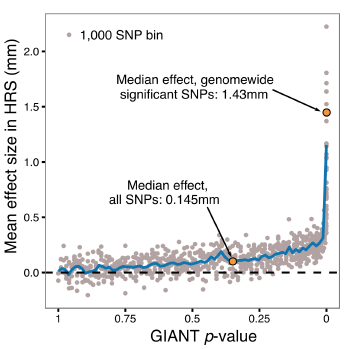 1,000 SNP bin
Median effect, genomewide
significant SNPs: 1.43mm
Median effect,
all SNPs: 0.145mm
Mean effect size in HRS (mm)
2.0
1.5
1.0
0.5
0.0
1
0.75
0.5
0.25
0
GIANT p-value